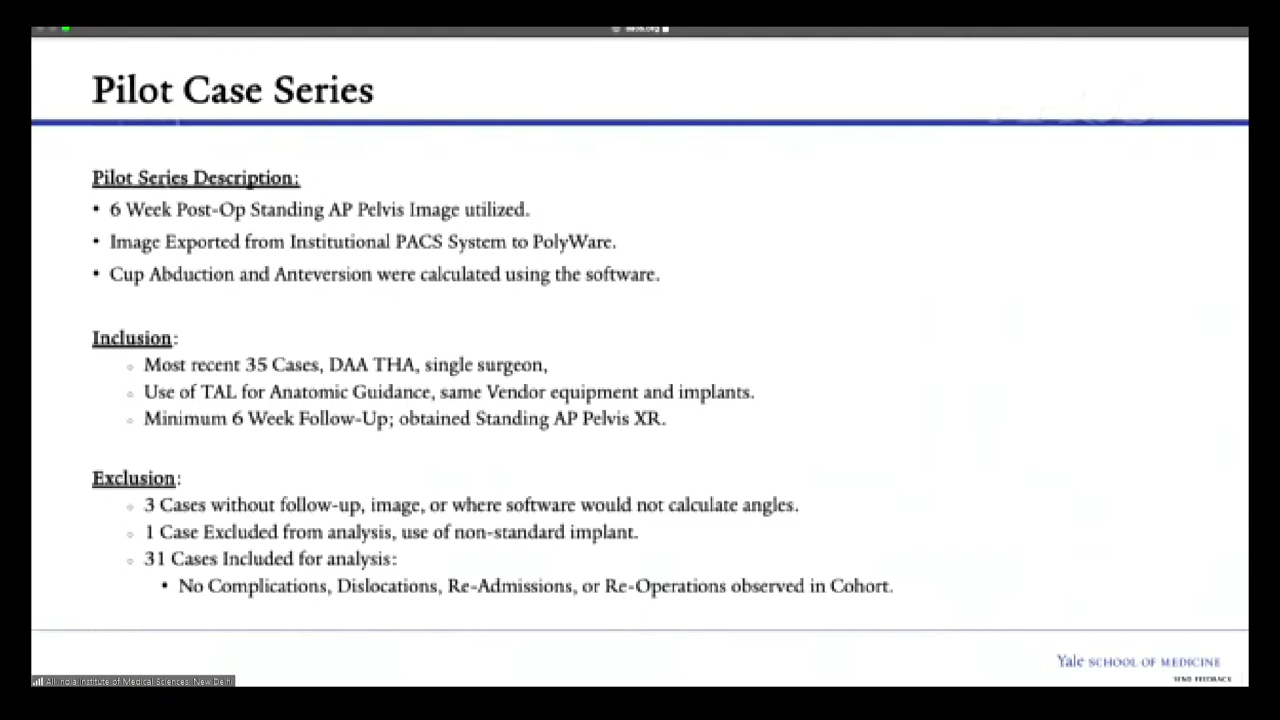 Pilot Case Series
Pilot Series Description:
• 6 Week Post-Op Standing AP Pelvis Image utilized.
• Image Exported from Institutional PACS System to PolyWare.
• Cup Abduction and Anteversion were calculated using the software.
Inclusion:
◦ Most recent 35 Cases, DAA THA, single surgeon,
◦ Use of TAL for Anatomic Guidance, same Vendor equipment and implants.
◦ Minimum 6 Week Follow-Up; obtained Standing AP Pelvis XR.
Exclusion:
◦ 3 Cases without follow-up, image, or where software would not calculate angles.
◦ 1 Case Excluded from analysis, use of non-standard implant.
◦ 31 Cases Included for analysis:
• No Complications, Dislocations, Re-Admissions, or Re-Operations observed in Cohort.
Yale SCHOOL OF MEDICINE
SEND FEEDBACK
All India Institute of Medical Sciences, New Delhi